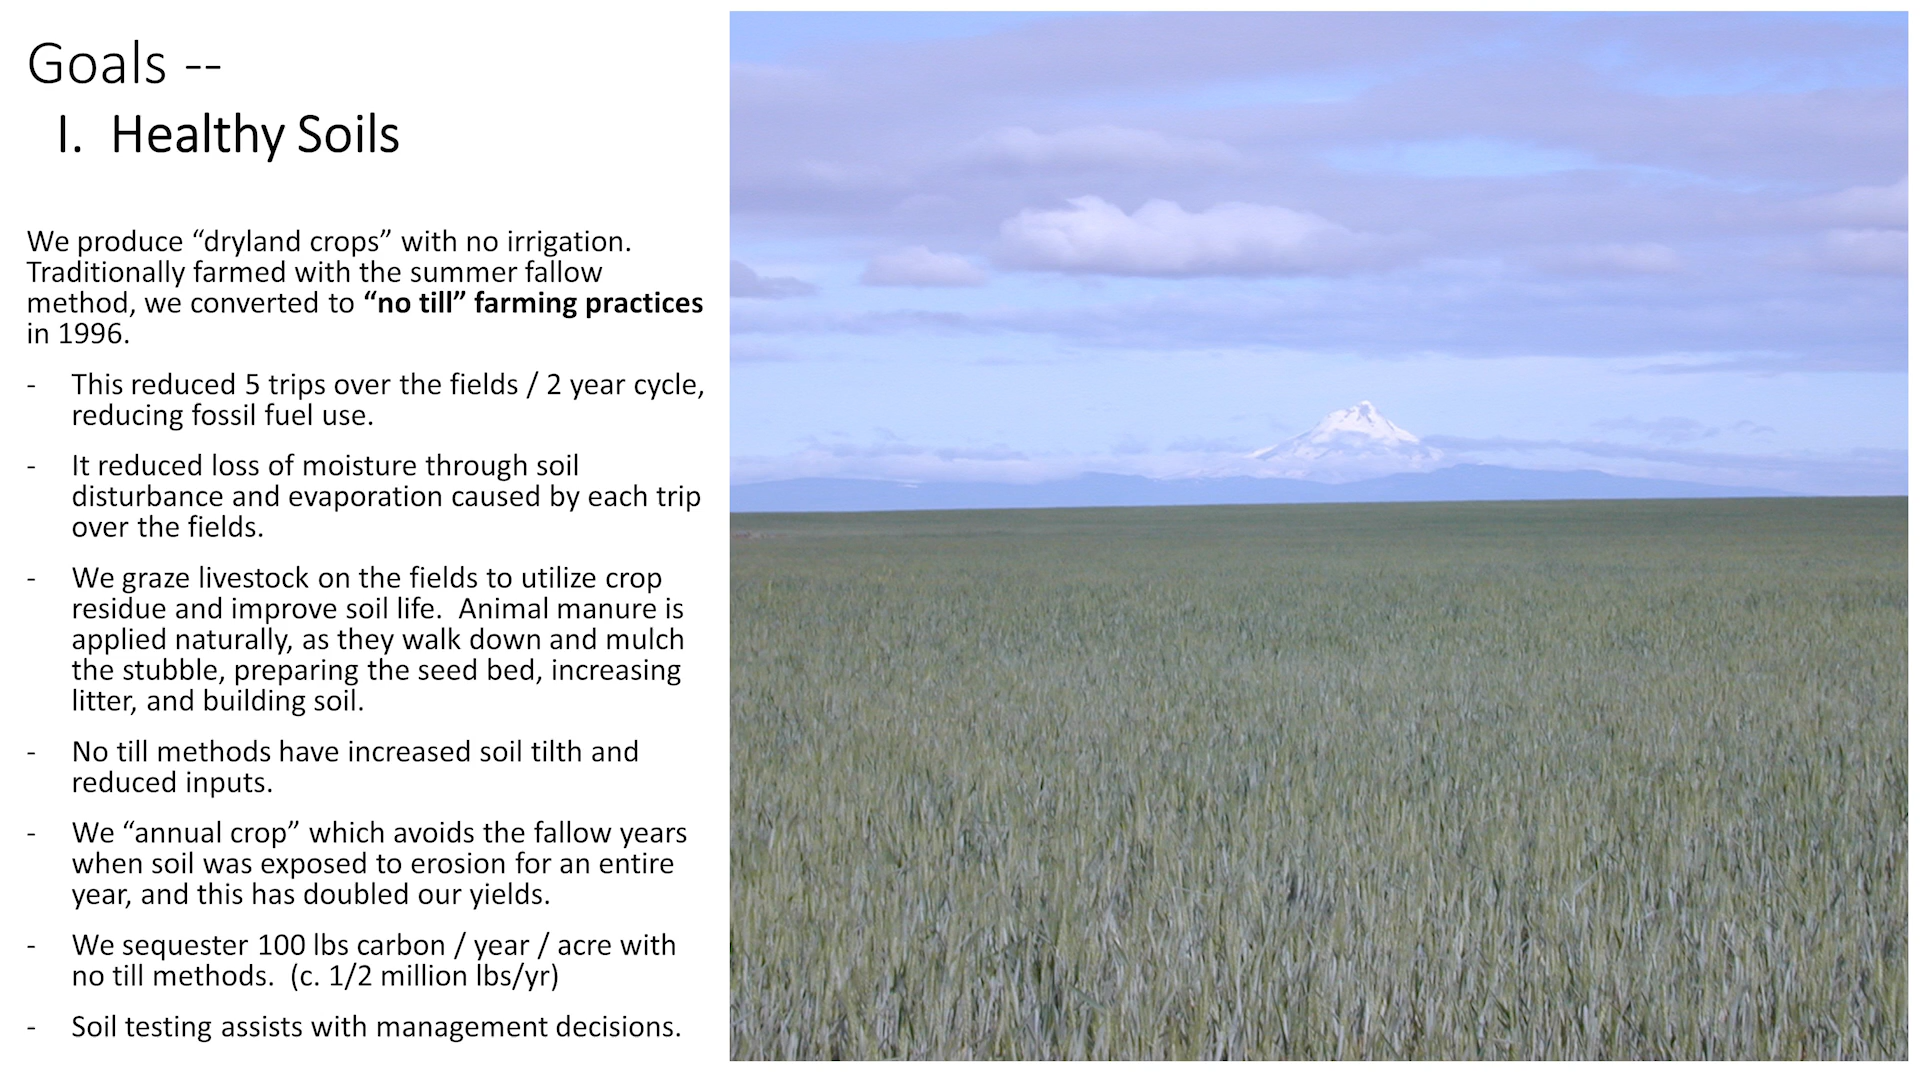 Goals --
I. Healthy Soils
We produce “dryland crops” with no irrigation.
Traditionally farmed with the summer fallow
method, we converted to “no till” farming practices
in 1996.
- This reduced 5 trips over the fields / 2 year cycle,
reducing fossil fuel use.
- It reduced loss of moisture through soil
disturbance and evaporation caused by each trip
over the fields.
- We graze livestock on the fields to utilize crop
residue and improve soil life.  Animal manure is
applied naturally, as they walk down and mulch
the stubble, preparing the seed bed, increasing
litter, and building soil.
- No till methods have increased soil tilth and
reduced inputs.
- We “annual crop” which avoids the fallow years
when soil was exposed to erosion for an entire
year, and this has doubled our yields.
- We sequester 100 lbs carbon / year / acre with
no till methods.  (c. 1/2 million lbs/yr)
- Soil testing assists with management decisions.